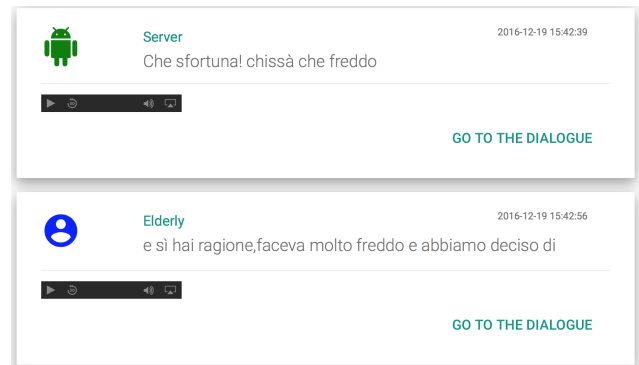 Server
2016-12-19 15:42:39
Che sfortuna! chissà che freddo
GO TO THE DIALOGUE
Elderly
2016-12-19 15:42:56
e sì hai ragione,faceva molto freddo e abbiamo deciso di
GO TO THE DIALOGUE